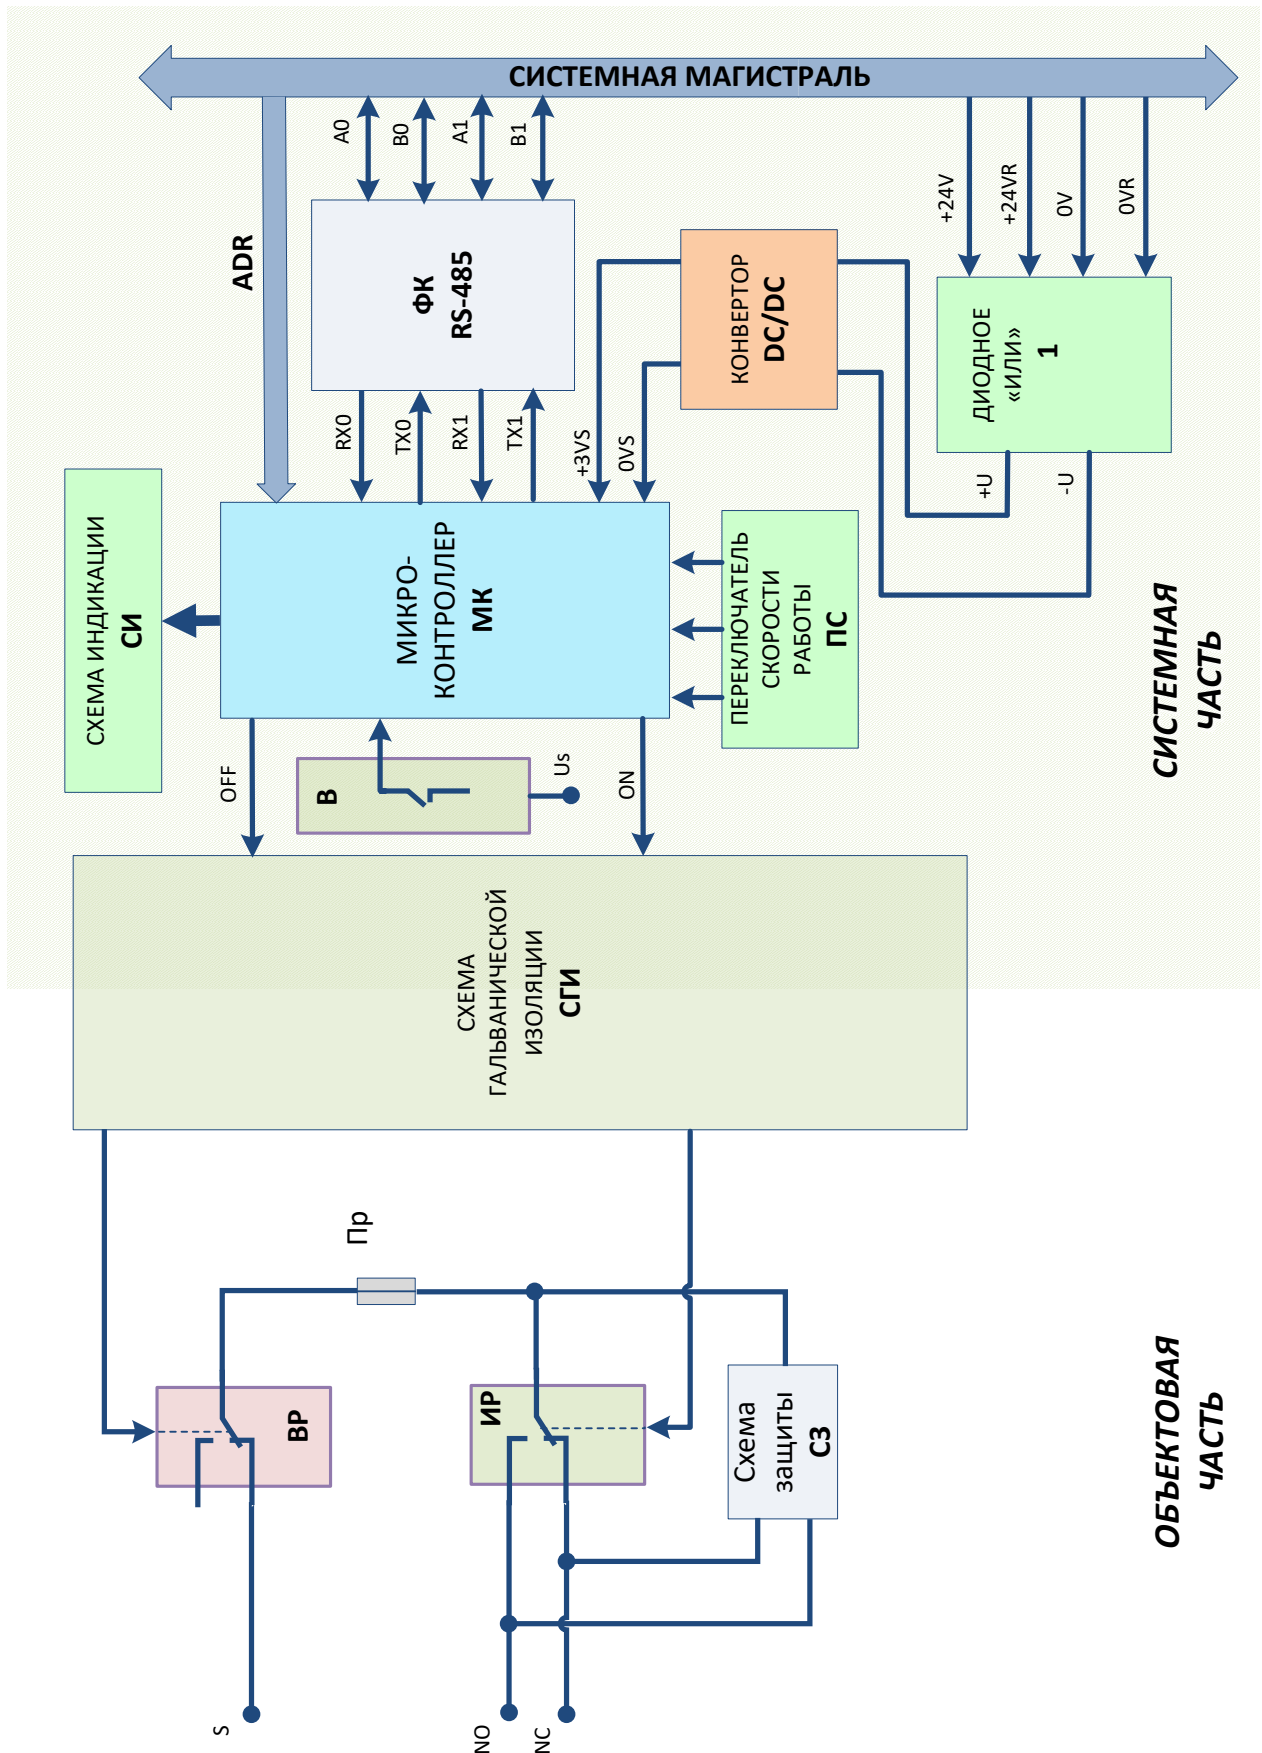 СИСТЕМНАЯ МАГИСТРАЛЬ
A0
B0
A1
B1
+24V
+24VR
0V
0VR
ADR
ФК
RS-485
КОНВЕРТОР
DC/DC
ДИОДНОЕ
«ИЛИ»
1
RX0
TX0
RX1
TX1
+3VS
0VS
+U
-U
СХЕМА ИНДИКАЦИИ
СИ
МИКРО-
КОНТРОЛЛЕР
МК
ПЕРЕКЛЮЧАТЕЛЬ
СКОРОСТИ
РАБОТЫ
ПС
СИСТЕМНАЯ
ЧАСТЬ
OFF
В
Us
ON
СХЕМА
ГАЛЬВАНИЧЕСКОЙ
ИЗОЛЯЦИИ
СГИ
Пр
ВР
ИР
Схема
защиты
СЗ
ОБЪЕКТОВАЯ
ЧАСТЬ
S
NO
NC